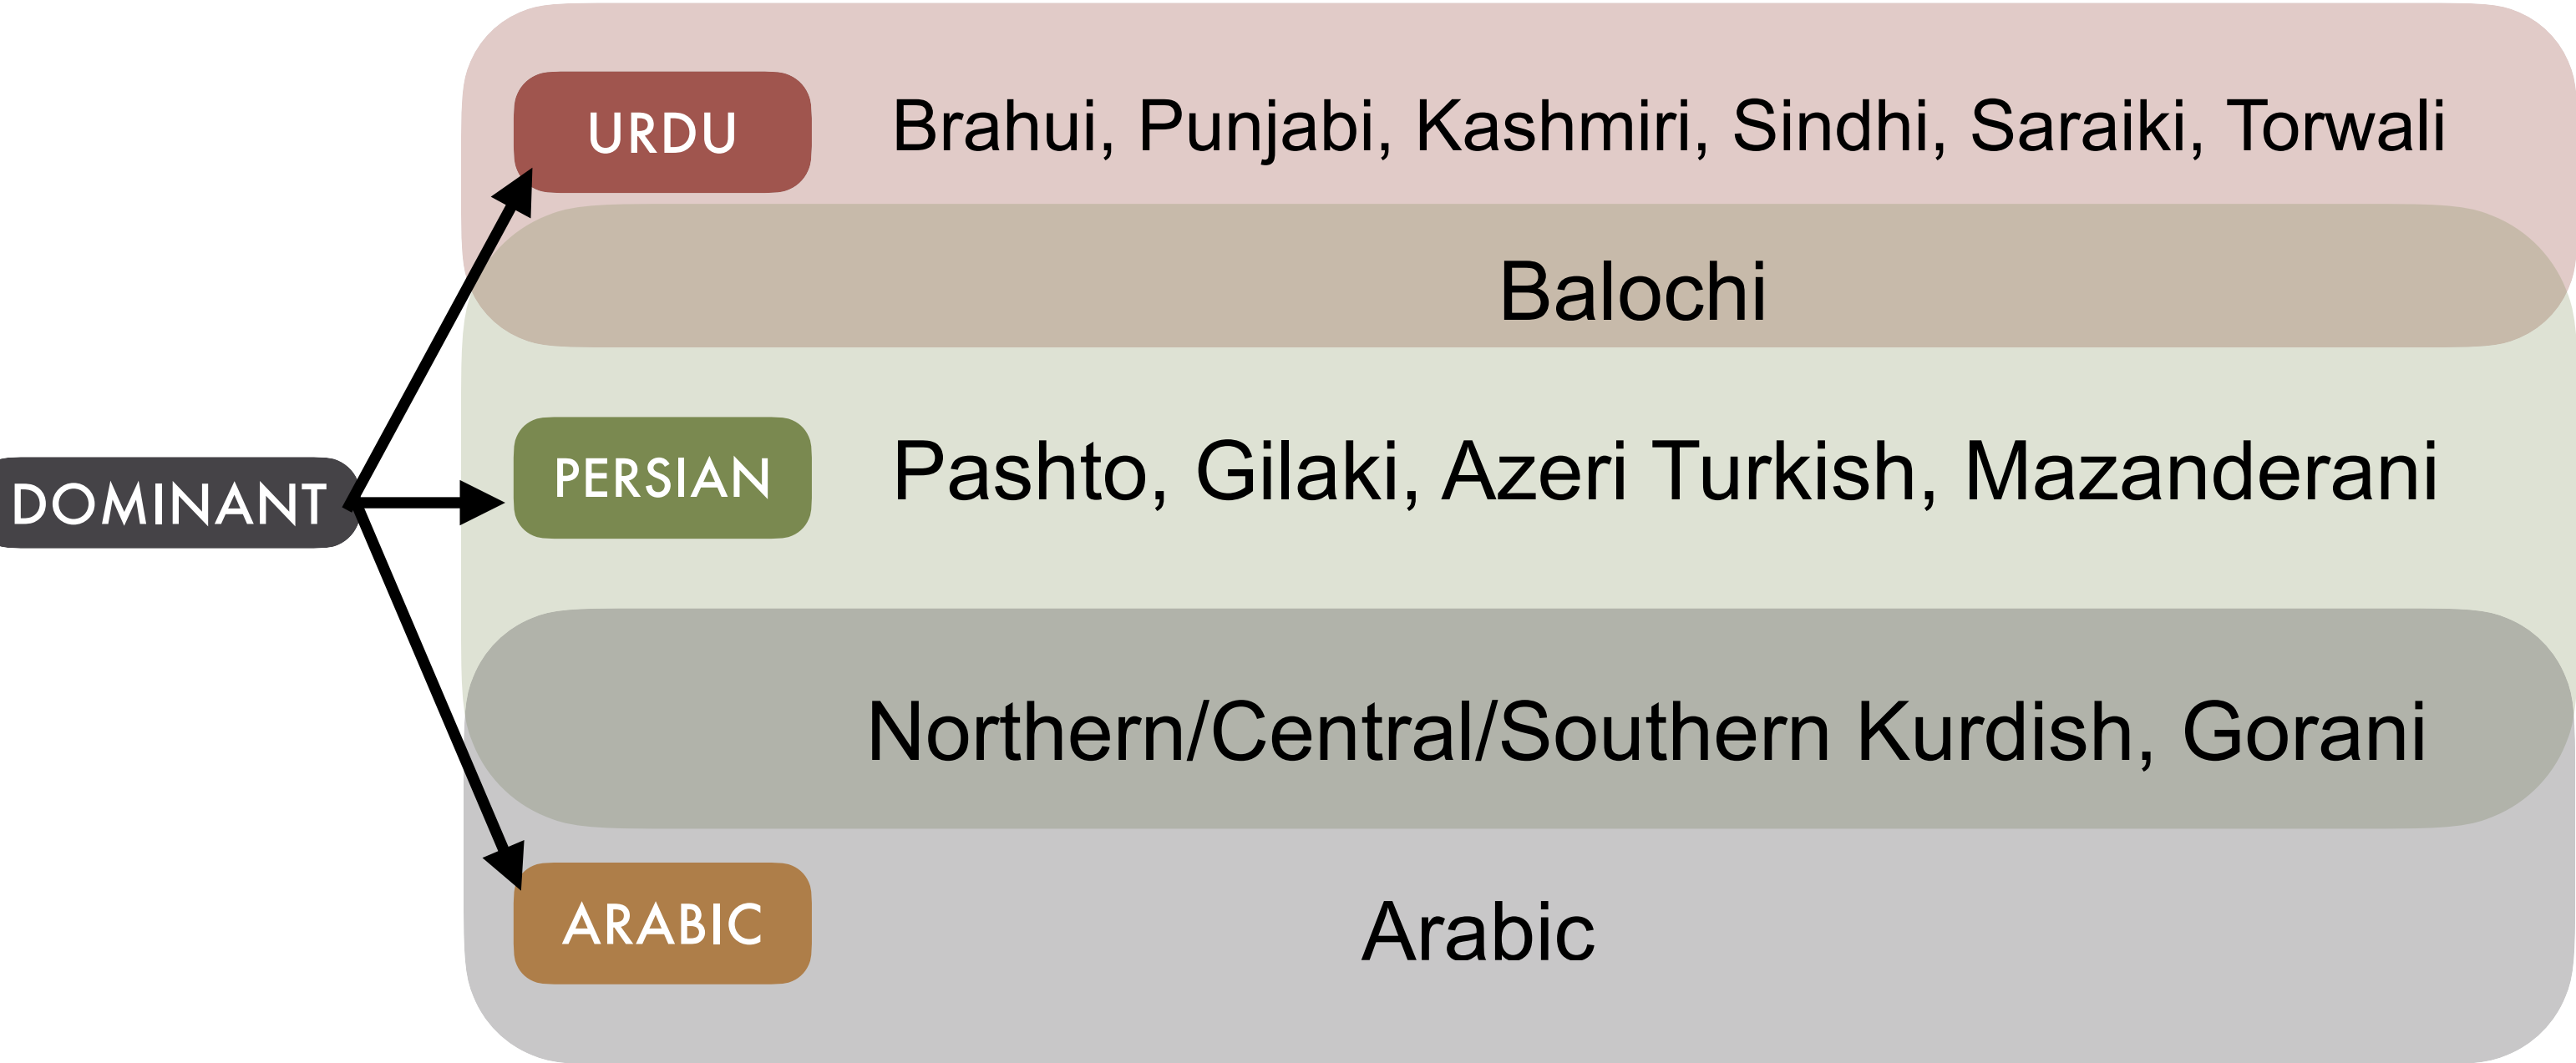 URDU
Brahui, Punjabi, Kashmiri, Sindhi, Saraiki, Torwali
Balochi
DOMINANT
PERSIAN
Pashto, Gilaki, Azeri Turkish, Mazanderani
Northern/Central/Southern Kurdish, Gorani
ARABIC
Arabic